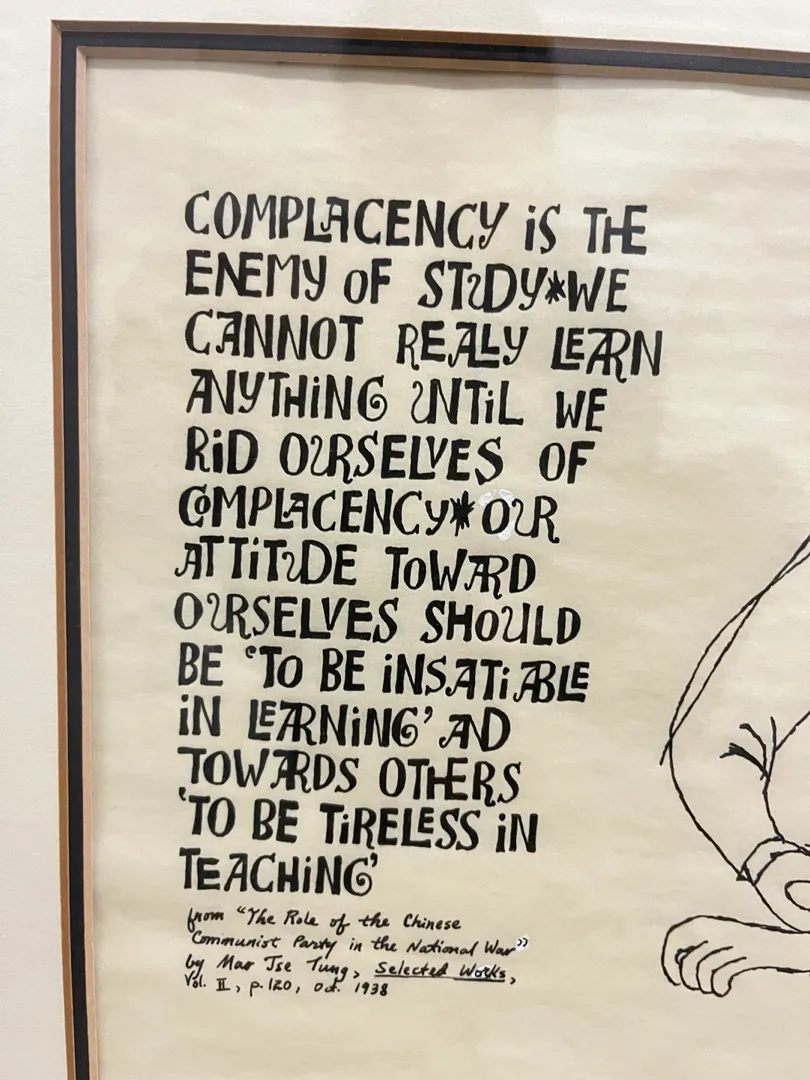 COMPLACENCY iS THE
ENEMY OF STUDY*WE
CANNOT REALLY LEARN
ANYTHiNG UNTiL WE
RiD OURSELVES OF
COMPLACENCY*OUR
ATTiTUDE TOWARD
OURSELVES SHOULD
BE ‘TO BE iNSATiABLE
iN LEARNiNG’ AND
TOWARDS OTHERS
‘TO BE TiRELESS iN
TEACHiNG’
from “The Role of the Chinese
Communist Party in the National War”
by Mao Tse Tung, Selected Works,
Vol. II, p. 120, Oct. 1938